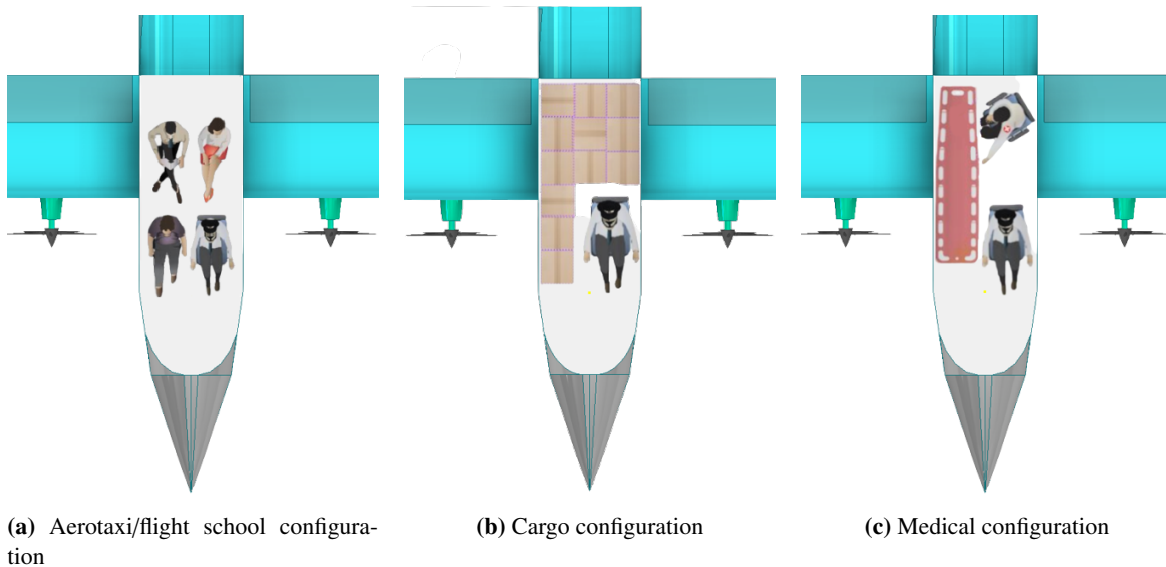 (a) Aerotaxi/flight school configura-
tion
(b) Cargo configuration
(c) Medical configuration